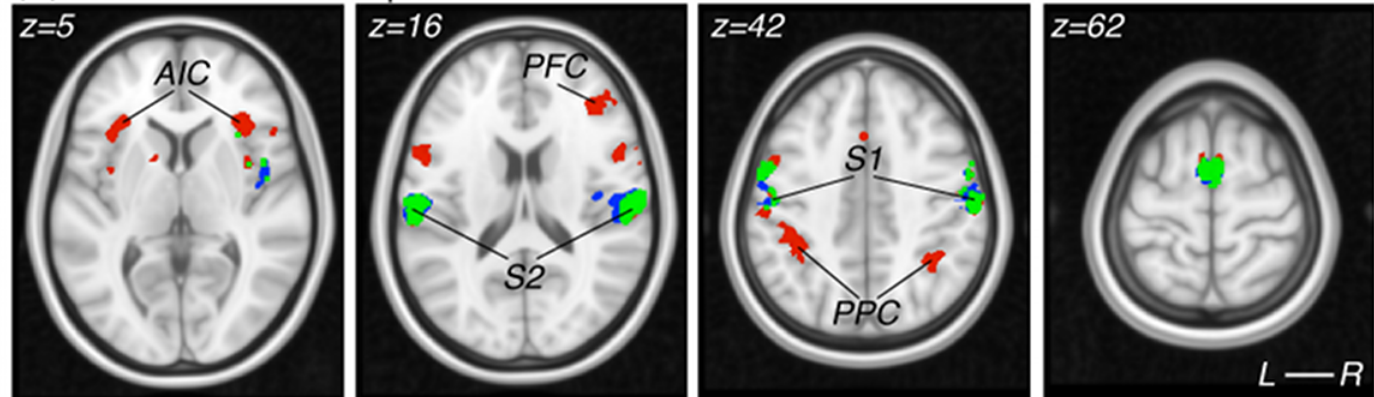 z=5
AIC
z=16
PFC
S2
z=42
S1
PPC
z=62
L — R